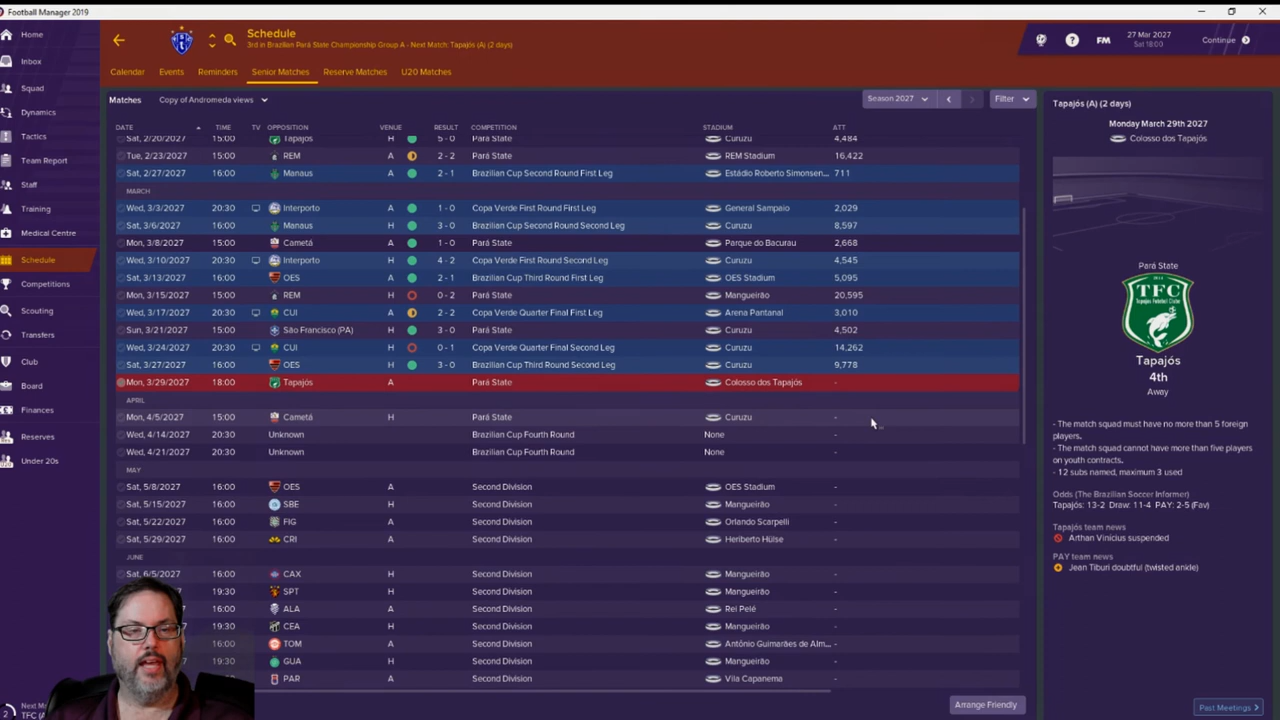 Football Manager 2019
Home
Inbox
Squad
Dynamics
Tactics
Team Report
Staff
Training
Medical Centre
Schedule
Competitions
Scouting
Transfers
Club
Board
Finances
Reserves
Under 20s
Schedule
3rd in Brazilian Pará State Championship Group A - Next Match: Tapajós (A) (2 days)
FM
27 Mar 2027
Sat 18:00
Continue
Calendar Events Reminders Senior Matches Reserve Matches U20 Matches
Matches Copy of Andromeda views Season 2027 Filter
DATE TIME TV OPPOSITION VENUE RESULT COMPETITION STADIUM ATT
Sat, 2/20/2027 15:00 Tapajós H 5 - 0 Pará State Curuzu 4,484
Tue, 2/23/2027 15:00 REM A 2 - 2 Pará State REM Stadium 16,422
Sat, 2/27/2027 16:00 Manaus A 2 - 1 Brazilian Cup Second Round First Leg Estádio Roberto Simonsen... 711
MARCH
Wed, 3/3/2027 20:30 Interporto A 1 - 0 Copa Verde First Round First Leg General Sampaio 2,029
Sat, 3/6/2027 16:00 Manaus H 3 - 0 Brazilian Cup Second Round Second Leg Curuzu 8,597
Mon, 3/8/2027 15:00 Cametá A 1 - 0 Pará State Parque do Bacurau 2,668
Wed, 3/10/2027 20:30 Interporto H 4 - 2 Copa Verde First Round Second Leg Curuzu 4,545
Sat, 3/13/2027 16:00 OES A 2 - 1 Brazilian Cup Third Round First Leg OES Stadium 5,095
Mon, 3/15/2027 15:00 REM H 0 - 2 Pará State Mangueirão 20,595
Wed, 3/17/2027 20:30 CUI A 2 - 2 Copa Verde Quarter Final First Leg Arena Pantanal 3,010
Sun, 3/21/2027 15:00 São Francisco (PA) H 3 - 0 Pará State Curuzu 4,502
Wed, 3/24/2027 20:30 CUI H 0 - 1 Copa Verde Quarter Final Second Leg Curuzu 14,262
Sat, 3/27/2027 16:00 OES H 3 - 0 Brazilian Cup Third Round Second Leg Curuzu 9,778
Mon, 3/29/2027 18:00 Tapajós A Pará State Colosso dos Tapajós -
APRIL
Mon, 4/5/2027 15:00 Cametá H Pará State Curuzu -
Wed, 4/14/2027 20:30 Unknown Brazilian Cup Fourth Round None -
Wed, 4/21/2027 20:30 Unknown Brazilian Cup Fourth Round None -
MAY
Sat, 5/8/2027 16:00 OES A Second Division OES Stadium -
Sat, 5/15/2027 16:00 SBE H Second Division Mangueirão -
Sat, 5/22/2027 16:00 FIG A Second Division Orlando Scarpelli -
Sat, 5/29/2027 16:00 CRI A Second Division Heriberto Hülse -
JUNE
Sat, 6/5/2027 16:00 CAX H Second Division Mangueirão -
19:30 SPT H Second Division Mangueirão -
16:00 ALA A Second Division Rei Pelé -
19:30 CEA H Second Division Mangueirão -
16:00 TOM A Second Division Antônio Guimarães de Alm... -
19:30 GUA H Second Division Mangueirão -
16:00 PAR A Second Division Vila Capanema -
Arrange Friendly
Tapajós (A) (2 days)
Monday March 29th 2027
Colosso dos Tapajós
Pará State
TFC
Tapajós
4th
Away
- The match squad must have no more than 5 foreign
players.
- The match squad cannot have more than five players
on youth contracts.
- 12 subs named, maximum 3 used
Odds (The Brazilian Soccer Informer)
Tapajós: 13-2 Draw: 11-4 PAY: 2-5 (Fav)
Tapajós team news
Arthan Vinícius suspended
PAY team news
Jean Tiburi doubtful (twisted ankle)
Past Meetings
2
Next M
TFC (A